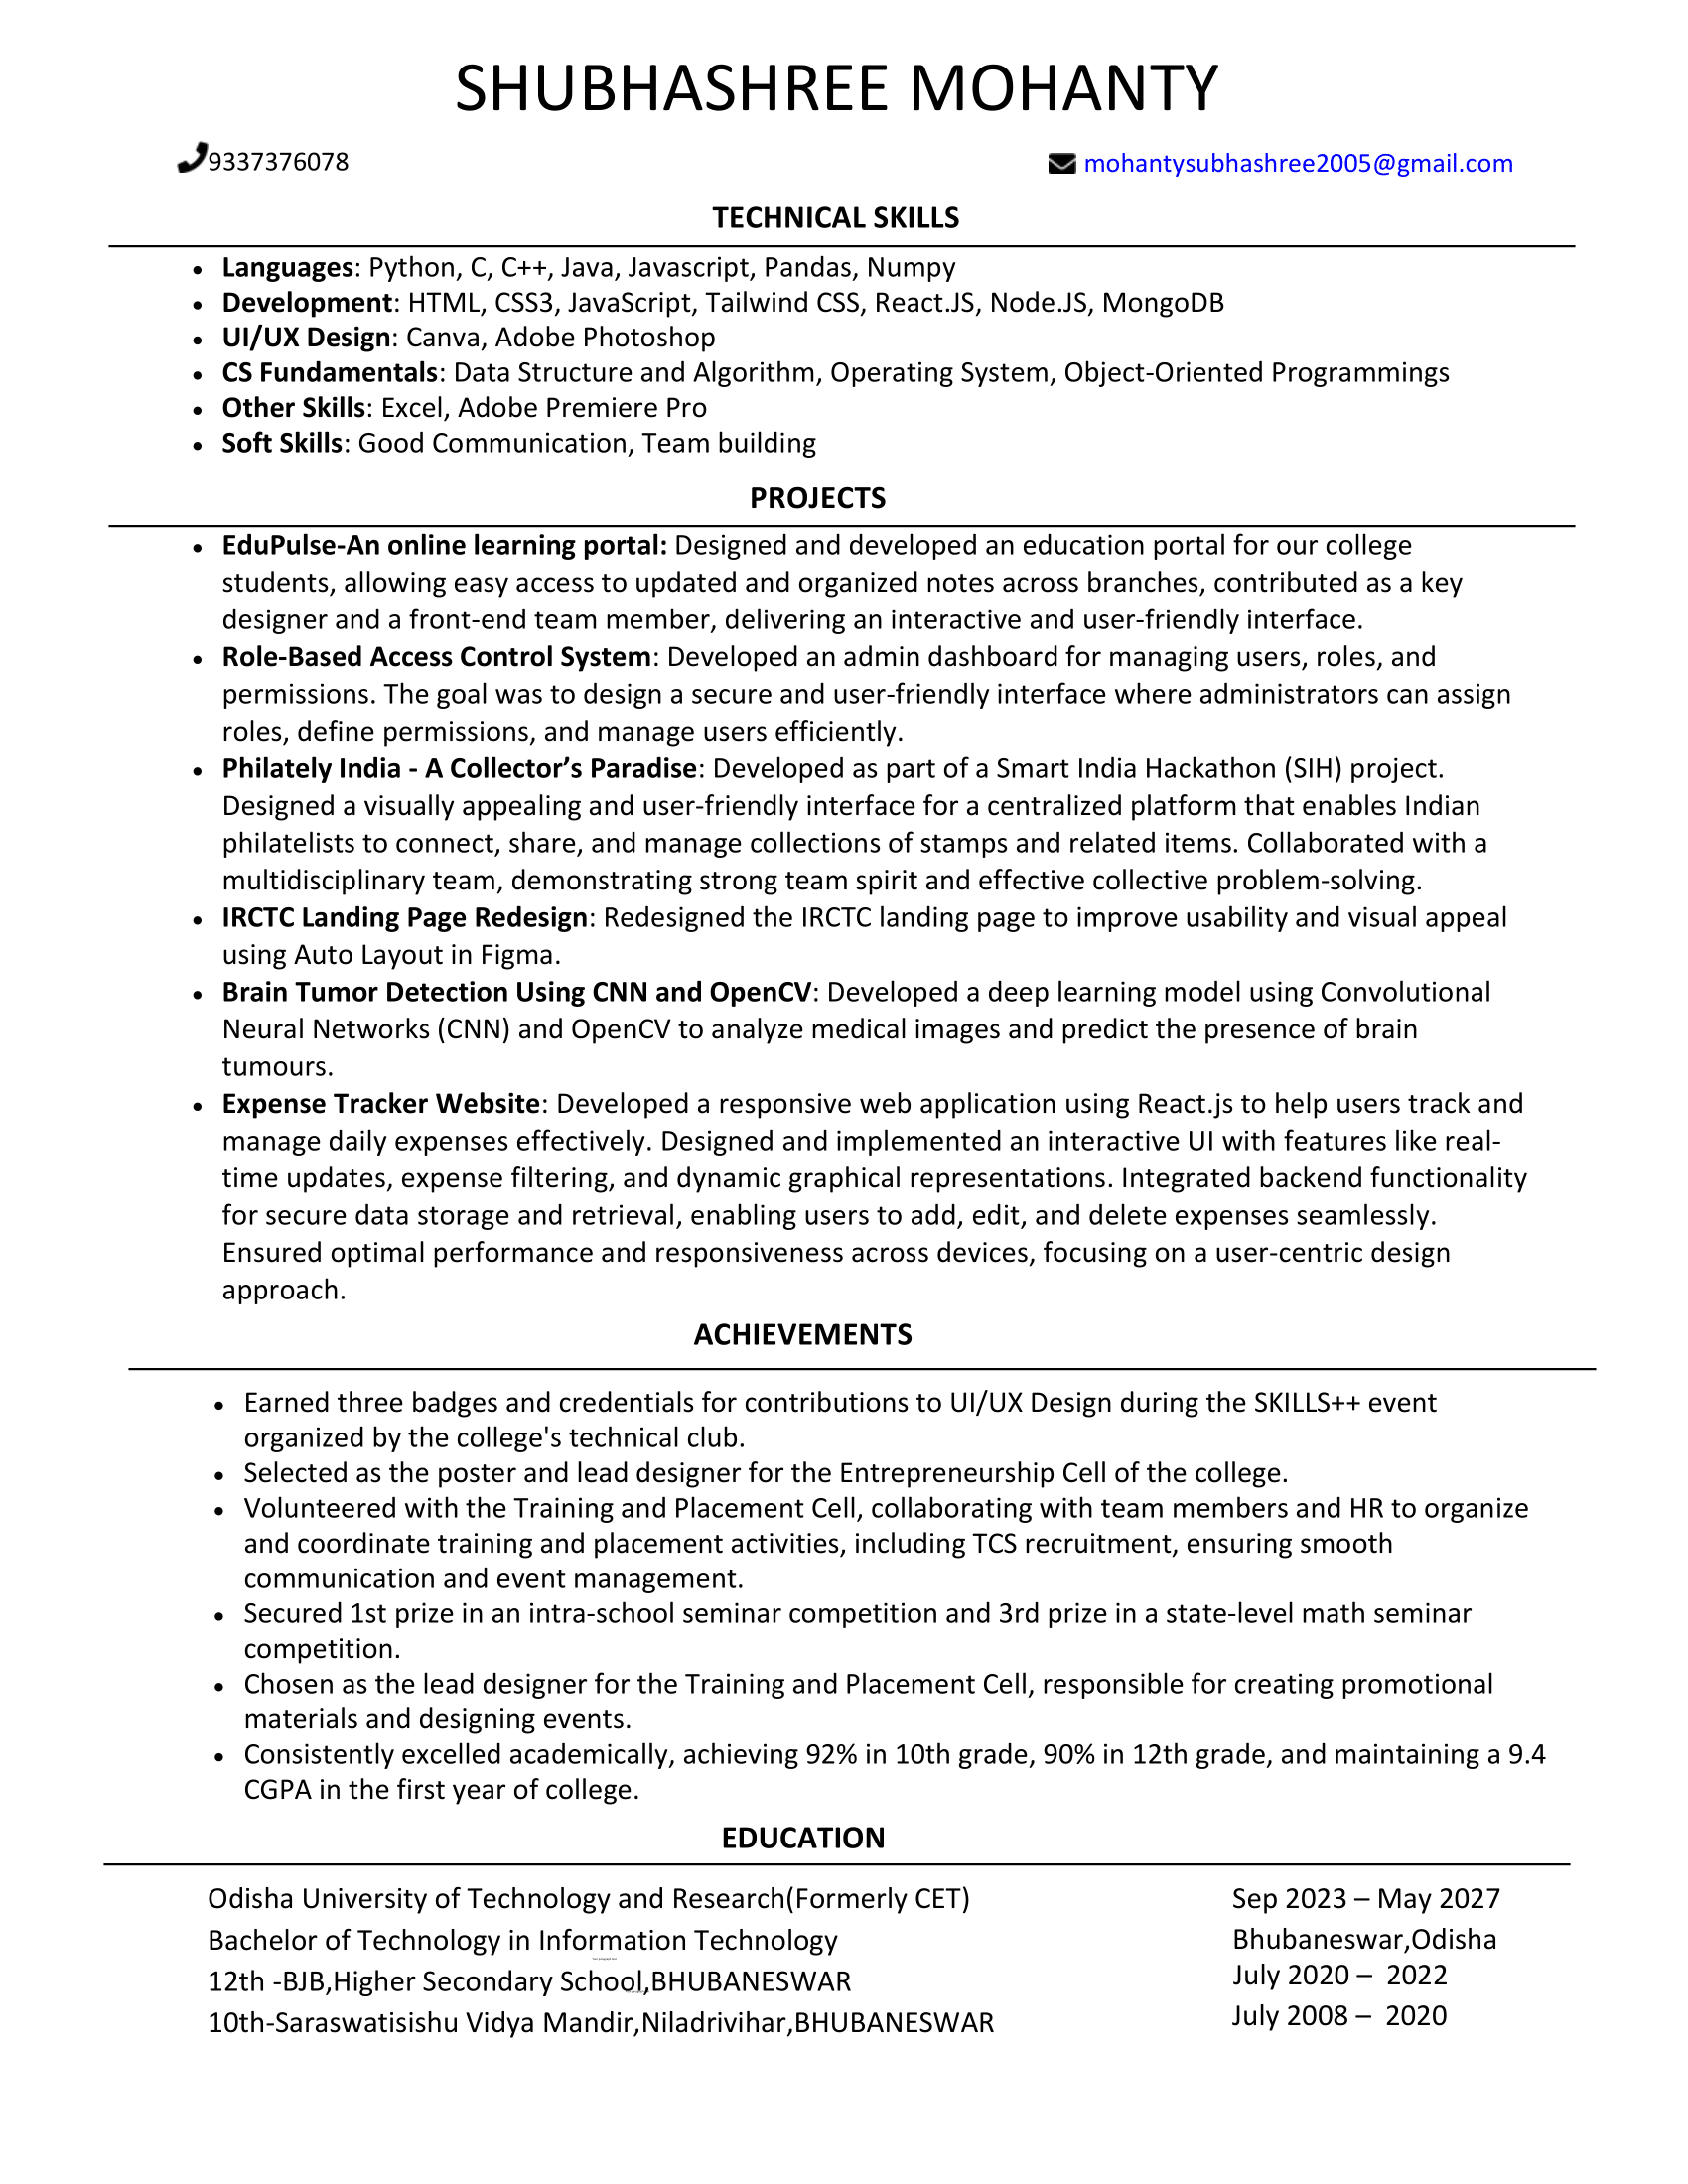 SHUBHASHREE MOHANTY
9337376078 mohantysubhashree2005@gmail.com
TECHNICAL SKILLS
• Languages: Python, C, C++, Java, Javascript, Pandas, Numpy
• Development: HTML, CSS3, JavaScript, Tailwind CSS, React.JS, Node.JS, MongoDB
• UI/UX Design: Canva, Adobe Photoshop
• CS Fundamentals: Data Structure and Algorithm, Operating System, Object-Oriented Programmings
• Other Skills: Excel, Adobe Premiere Pro
• Soft Skills: Good Communication, Team building
PROJECTS
• EduPulse-An online learning portal: Designed and developed an education portal for our college
students, allowing easy access to updated and organized notes across branches, contributed as a key
designer and a front-end team member, delivering an interactive and user-friendly interface.
• Role-Based Access Control System: Developed an admin dashboard for managing users, roles, and
permissions. The goal was to design a secure and user-friendly interface where administrators can assign
roles, define permissions, and manage users efficiently.
• Philately India - A Collector’s Paradise: Developed as part of a Smart India Hackathon (SIH) project.
Designed a visually appealing and user-friendly interface for a centralized platform that enables Indian
philatelists to connect, share, and manage collections of stamps and related items. Collaborated with a
multidisciplinary team, demonstrating strong team spirit and effective collective problem-solving.
• IRCTC Landing Page Redesign: Redesigned the IRCTC landing page to improve usability and visual appeal
using Auto Layout in Figma.
• Brain Tumor Detection Using CNN and OpenCV: Developed a deep learning model using Convolutional
Neural Networks (CNN) and OpenCV to analyze medical images and predict the presence of brain
tumours.
• Expense Tracker Website: Developed a responsive web application using React.js to help users track and
manage daily expenses effectively. Designed and implemented an interactive UI with features like real-
time updates, expense filtering, and dynamic graphical representations. Integrated backend functionality
for secure data storage and retrieval, enabling users to add, edit, and delete expenses seamlessly.
Ensured optimal performance and responsiveness across devices, focusing on a user-centric design
approach.
ACHIEVEMENTS
• Earned three badges and credentials for contributions to UI/UX Design during the SKILLS++ event
organized by the college's technical club.
• Selected as the poster and lead designer for the Entrepreneurship Cell of the college.
• Volunteered with the Training and Placement Cell, collaborating with team members and HR to organize
and coordinate training and placement activities, including TCS recruitment, ensuring smooth
communication and event management.
• Secured 1st prize in an intra-school seminar competition and 3rd prize in a state-level math seminar
competition.
• Chosen as the lead designer for the Training and Placement Cell, responsible for creating promotional
materials and designing events.
• Consistently excelled academically, achieving 92% in 10th grade, 90% in 12th grade, and maintaining a 9.4
CGPA in the first year of college.
EDUCATION
Odisha University of Technology and Research(Formerly CET) Sep 2023 – May 2027
Bachelor of Technology in Information Technology Bhubaneswar,Odisha
12th -BJB,Higher Secondary School,BHUBANESWAR July 2020 – 2022
10th-Saraswatisishu Vidya Mandir,Niladrivihar,BHUBANESWAR July 2008 – 2020